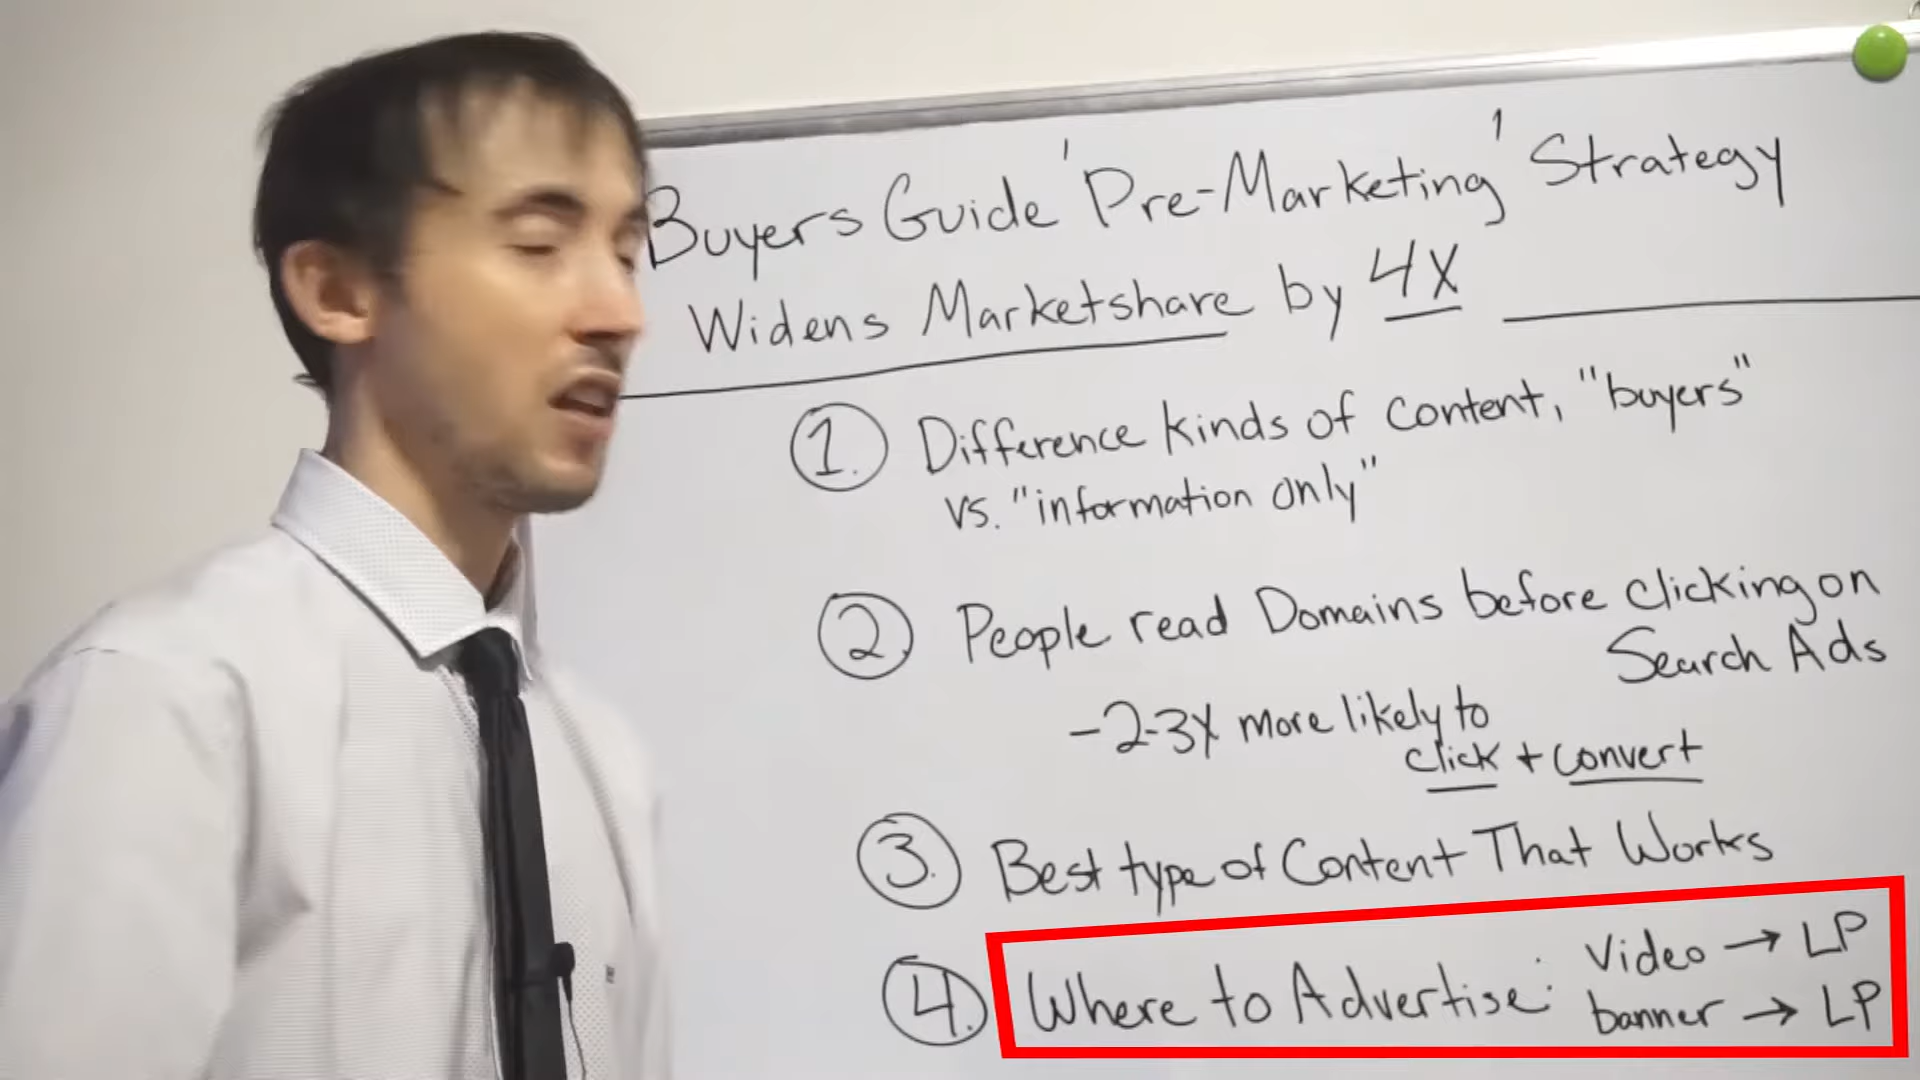 Buyers Guide 'Pre-Marketing' Strategy
Widens Marketshare by 4X
1. Difference kinds of content, "buyers"
vs. "information only"
2. People read Domains before clicking on
Search Ads
-2-3X more likely to
click + convert
3. Best type of Content That Works
4. Where to Advertise: Video → LP
banner → LP